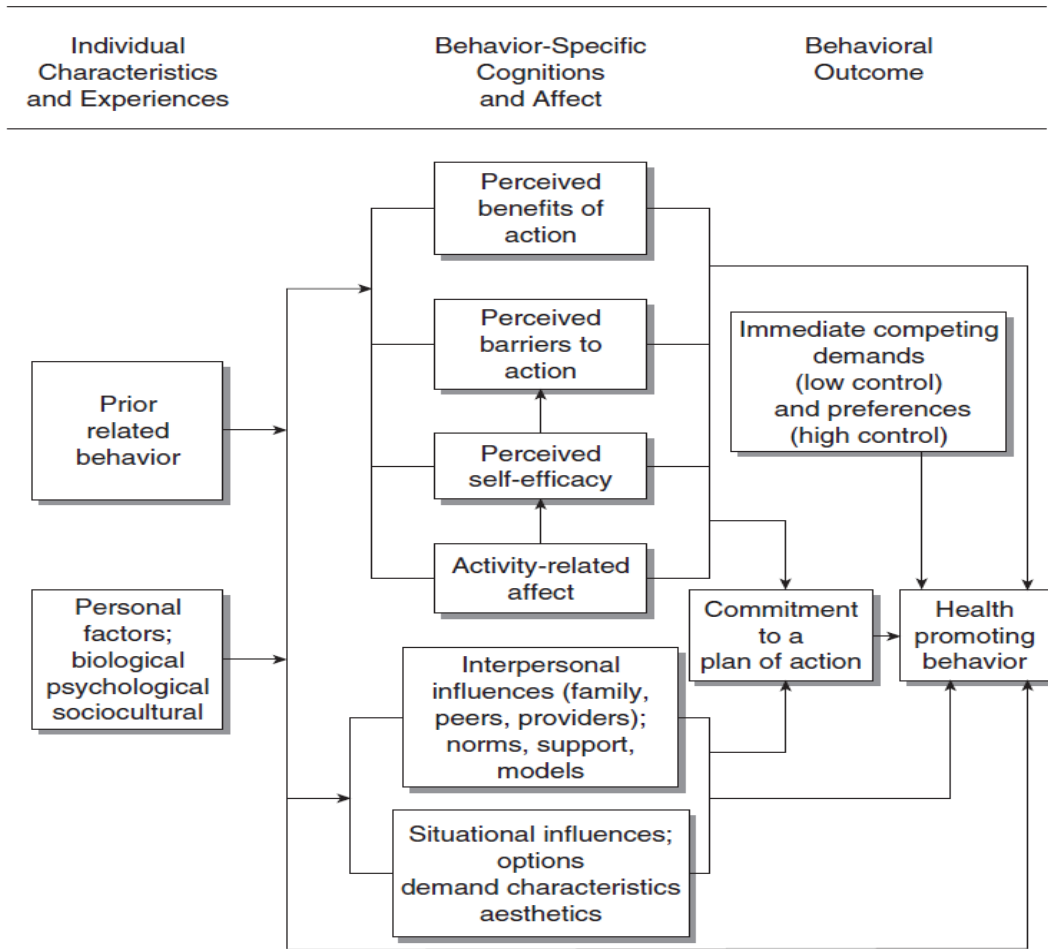 Individual
Characteristics
and Experiences
Behavior-Specific
Cognitions
and Affect
Behavioral
Outcome
Perceived
benefits of
action
Perceived
barriers to
action
Immediate competing
demands
(low control)
and preferences
(high control)
Prior
related
behavior
Perceived
self-efficacy
Activity-related
affect
Personal
factors;
biological
psychological
sociocultural
Commitment
to a
plan of action
Health
promoting
behavior
Interpersonal
influences (family,
peers, providers);
norms, support,
models
Situational influences;
options
demand characteristics
aesthetics